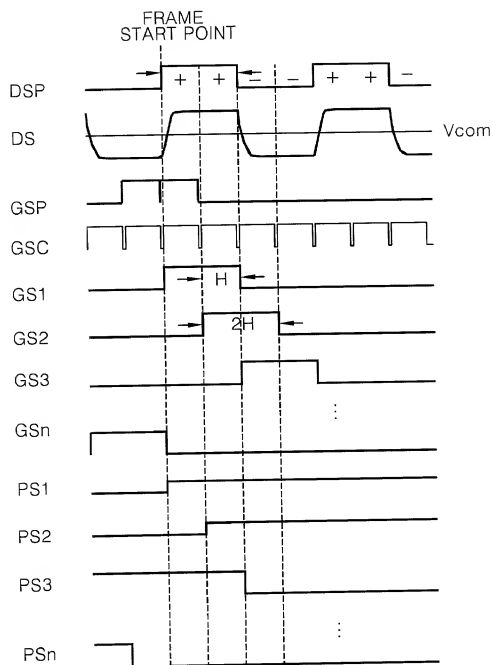 FRAME
START POINT
DSP + + − − + + −
DS Vcom
GSP
GSC
GS1 H
GS2 2H
GS3
⋮
GSn
PS1
PS2
PS3
⋮
PSn